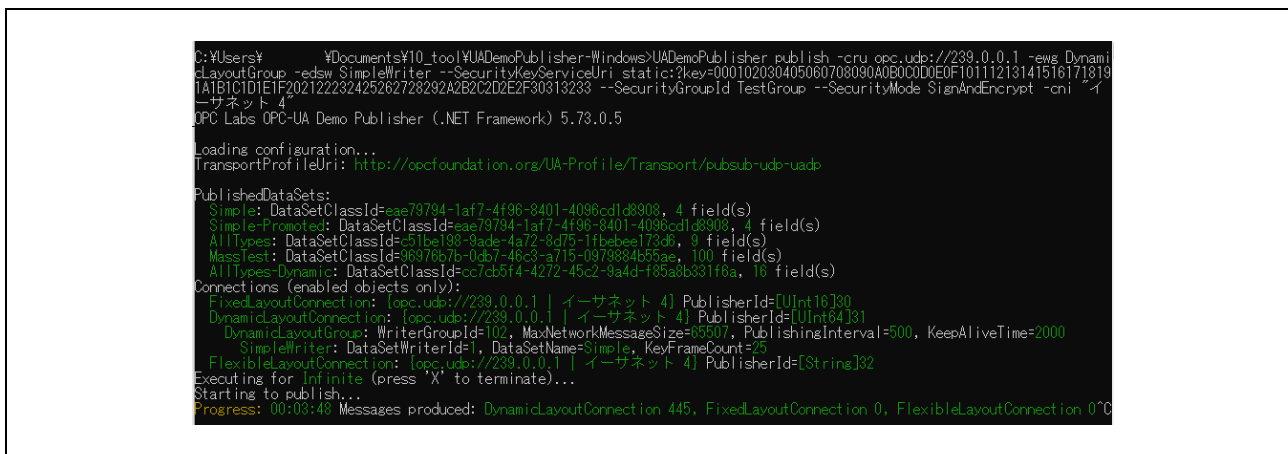 C:¥Users¥       ¥Documents¥10_tool¥UADemoPublisher-Windows>UADemoPublisher publish -cru opc.udp://239.0.0.1 -ewg Dynami
cLayoutGroup -edsw SimpleWriter --SecurityKeyServiceUri static:?key=000102030405060708090A0B0C0D0E0F10111213141516171819
1A1B1C1D1E1F202122232425262728292A2B2C2D2E2F30313233 --SecurityGroupId TestGroup --SecurityMode SignAndEncrypt -cni "イ
ーサネット 4"
OPC Labs OPC-UA Demo Publisher (.NET Framework) 5.73.0.5
Loading configuration...
TransportProfileUri: http://opcfoundation.org/UA-Profile/Transport/pubsub-udp-uadp
PublishedDataSets:
Simple: DataSetClassId=eae79794-1af7-4f96-8401-4096cd1d8908, 4 field(s)
Simple-Promoted: DataSetClassId=eae79794-1af7-4f96-8401-4096cd1d8908, 4 field(s)
AllTypes: DataSetClassId=c51be198-9ade-4a72-8d75-1fbebee173d6, 9 field(s)
MassTest: DataSetClassId=96976b7b-0db7-46c3-a715-0979884b55ae, 100 field(s)
AllTypes-Dynamic: DataSetClassId=cc7cb5f4-4272-45c2-9a4d-f85a8b331f6a, 16 field(s)
Connections (enabled objects only):
FixedLayoutConnection: {opc.udp://239.0.0.1 | イーサネット 4} PublisherId=[UInt16]30
DynamicLayoutConnection: {opc.udp://239.0.0.1 | イーサネット 4} PublisherId=[UInt64]31
DynamicLayoutGroup: WriterGroupId=102, MaxNetworkMessageSize=65507, PublishingInterval=500, KeepAliveTime=2000
SimpleWriter: DataSetWriterId=1, DataSetName=Simple, KeyFrameCount=25
FlexibleLayoutConnection: {opc.udp://239.0.0.1 | イーサネット 4} PublisherId=[String]32
Executing for Infinite (press 'X' to terminate)...
Starting to publish...
Progress: 00:03:48 Messages produced: DynamicLayoutConnection 445, FixedLayoutConnection 0, FlexibleLayoutConnection 0^C